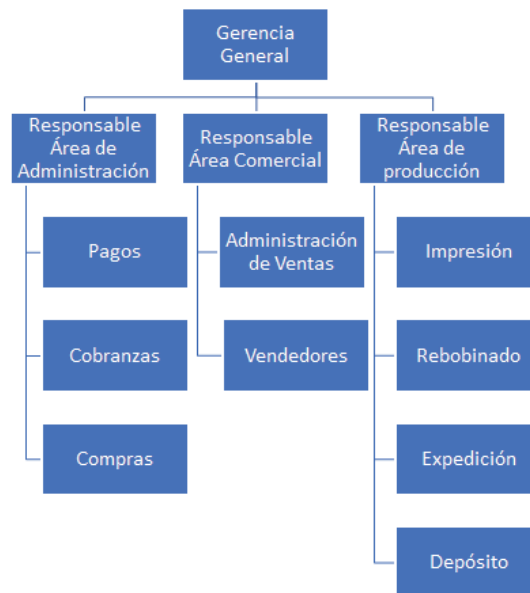 Gerencia
General
Responsable
Área de
Administración
Responsable
Área Comercial
Responsable
Área de
producción
Pagos
Cobranzas
Compras
Administración
de Ventas
Vendedores
Impresión
Rebobinado
Expedición
Depósito